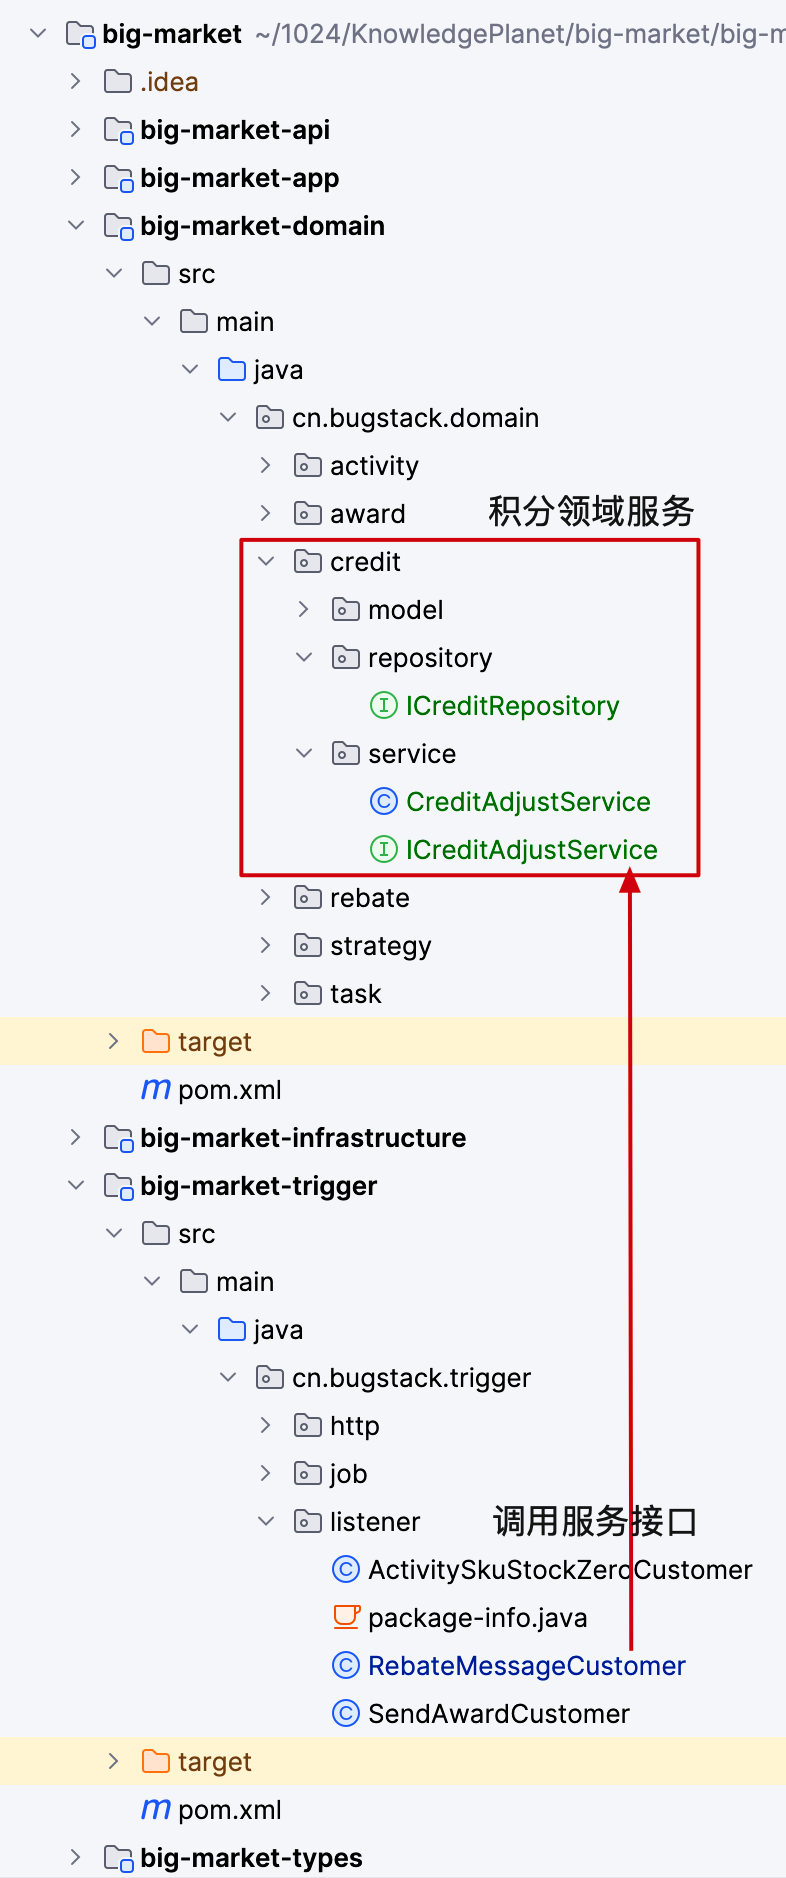 big-market ~/1024/KnowledgePlanet/big-market/big-m
.idea
big-market-api
big-market-app
big-market-domain
src
main
java
cn.bugstack.domain
activity
award
积分领域服务
credit
model
repository
ICreditRepository
service
CreditAdjustService
ICreditAdjustService
rebate
strategy
task
target
pom.xml
big-market-infrastructure
big-market-trigger
src
main
java
cn.bugstack.trigger
http
job
listener
调用服务接口
ActivitySkuStockZeroCustomer
package-info.java
RebateMessageCustomer
SendAwardCustomer
target
pom.xml
big-market-types